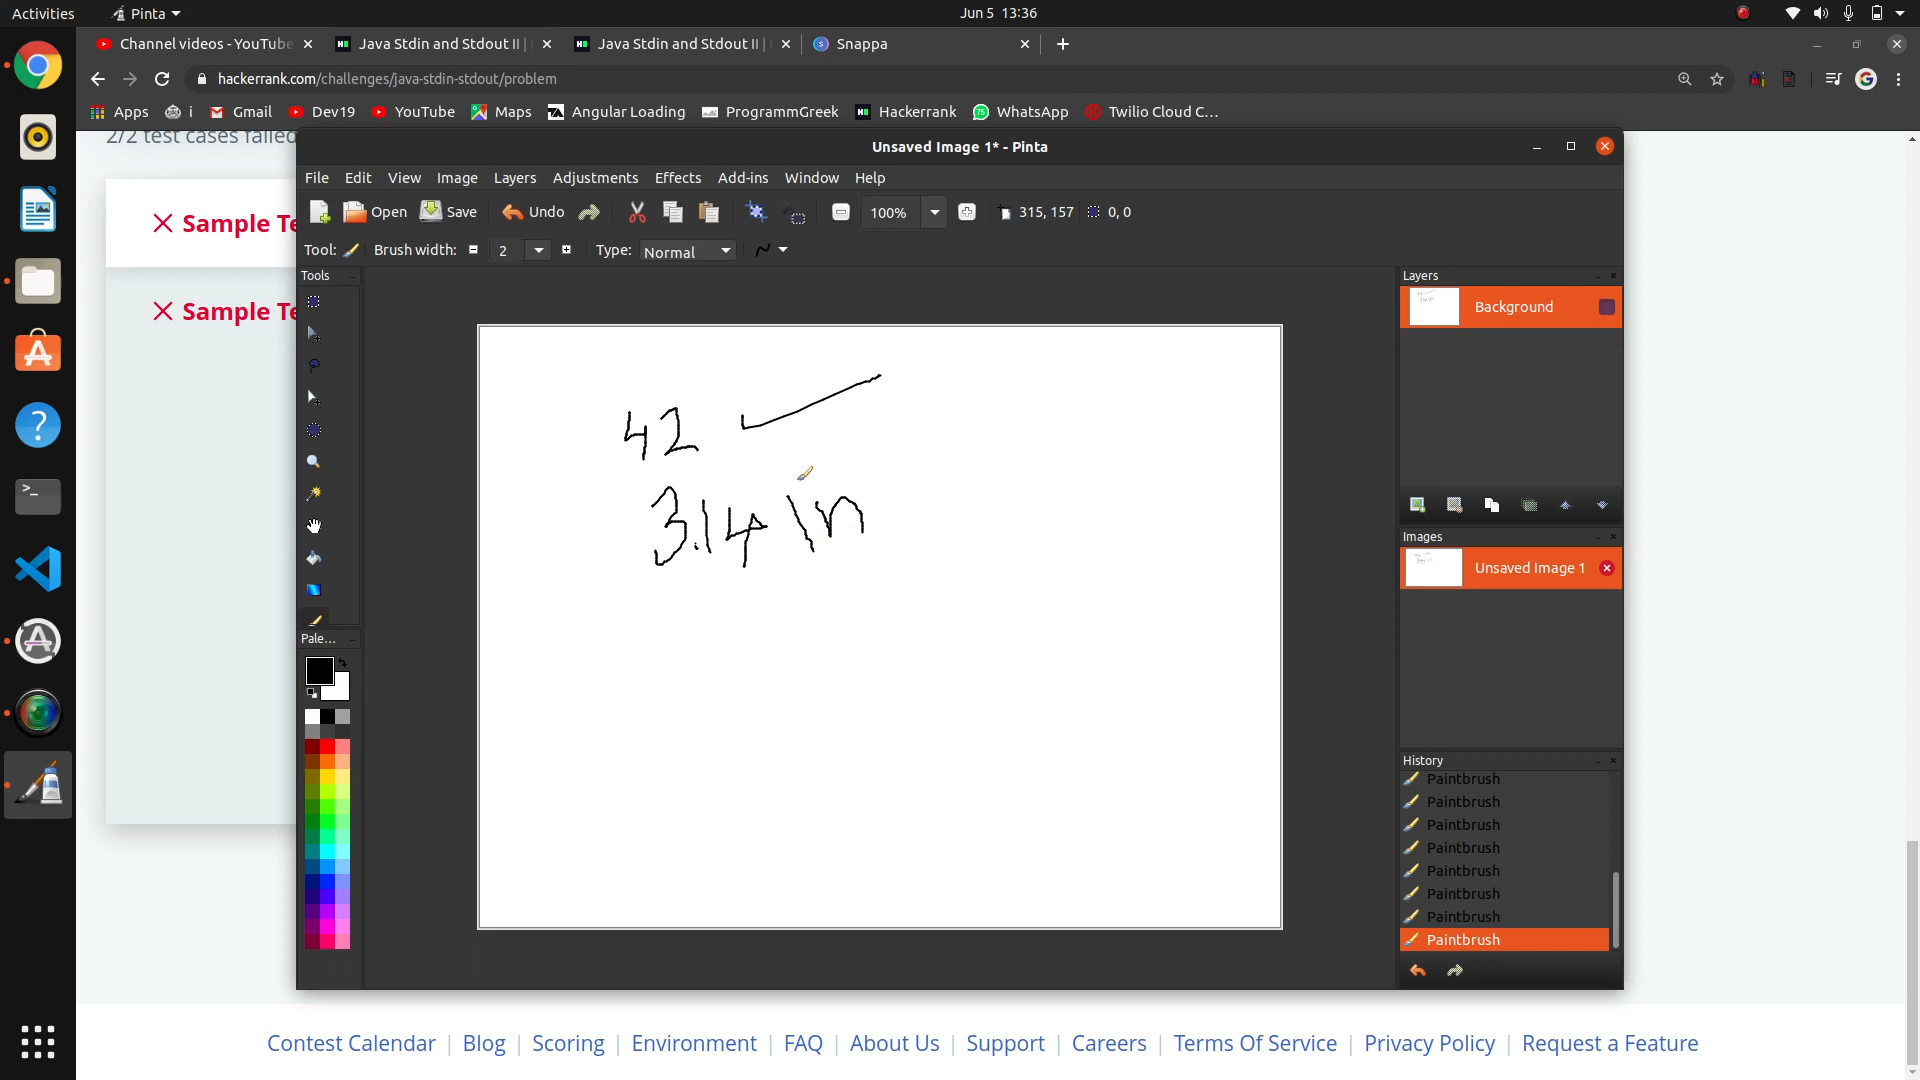 Activities Pinta Jun 5 13:36
Channel videos - YouTube Java Stdin and Stdout II | Java Stdin and Stdout II | Snappa
hackerrank.com/challenges/java-stdin-stdout/problem
Apps i Gmail Dev19 YouTube Maps Angular Loading ProgrammGreek Hackerrank WhatsApp Twilio Cloud C...
2/2 test cases failed
Unsaved Image 1* - Pinta
File Edit View Image Layers Adjustments Effects Add-ins Window Help
Open Save Undo 100% 315, 157 0, 0
Tool: Brush width: 2 Type: Normal
Tools
Layers
Background
Sample Te
Sample Te
42
3.14 \n
Images
Unsaved Image 1
Pale...
History
Paintbrush
Paintbrush
Paintbrush
Paintbrush
Paintbrush
Paintbrush
Paintbrush
Paintbrush
Contest Calendar | Blog | Scoring | Environment | FAQ | About Us | Support | Careers | Terms Of Service | Privacy Policy | Request a Feature